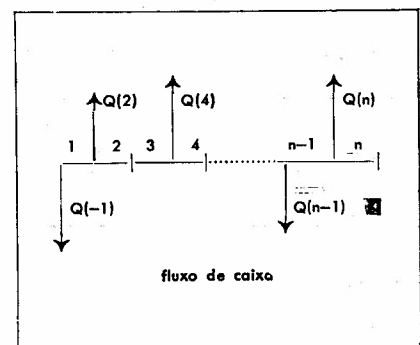 Q(2) Q(4) Q(n)
1 2 3 4 n-1 n
Q(-1) Q(n-1)
fluxo de caixa